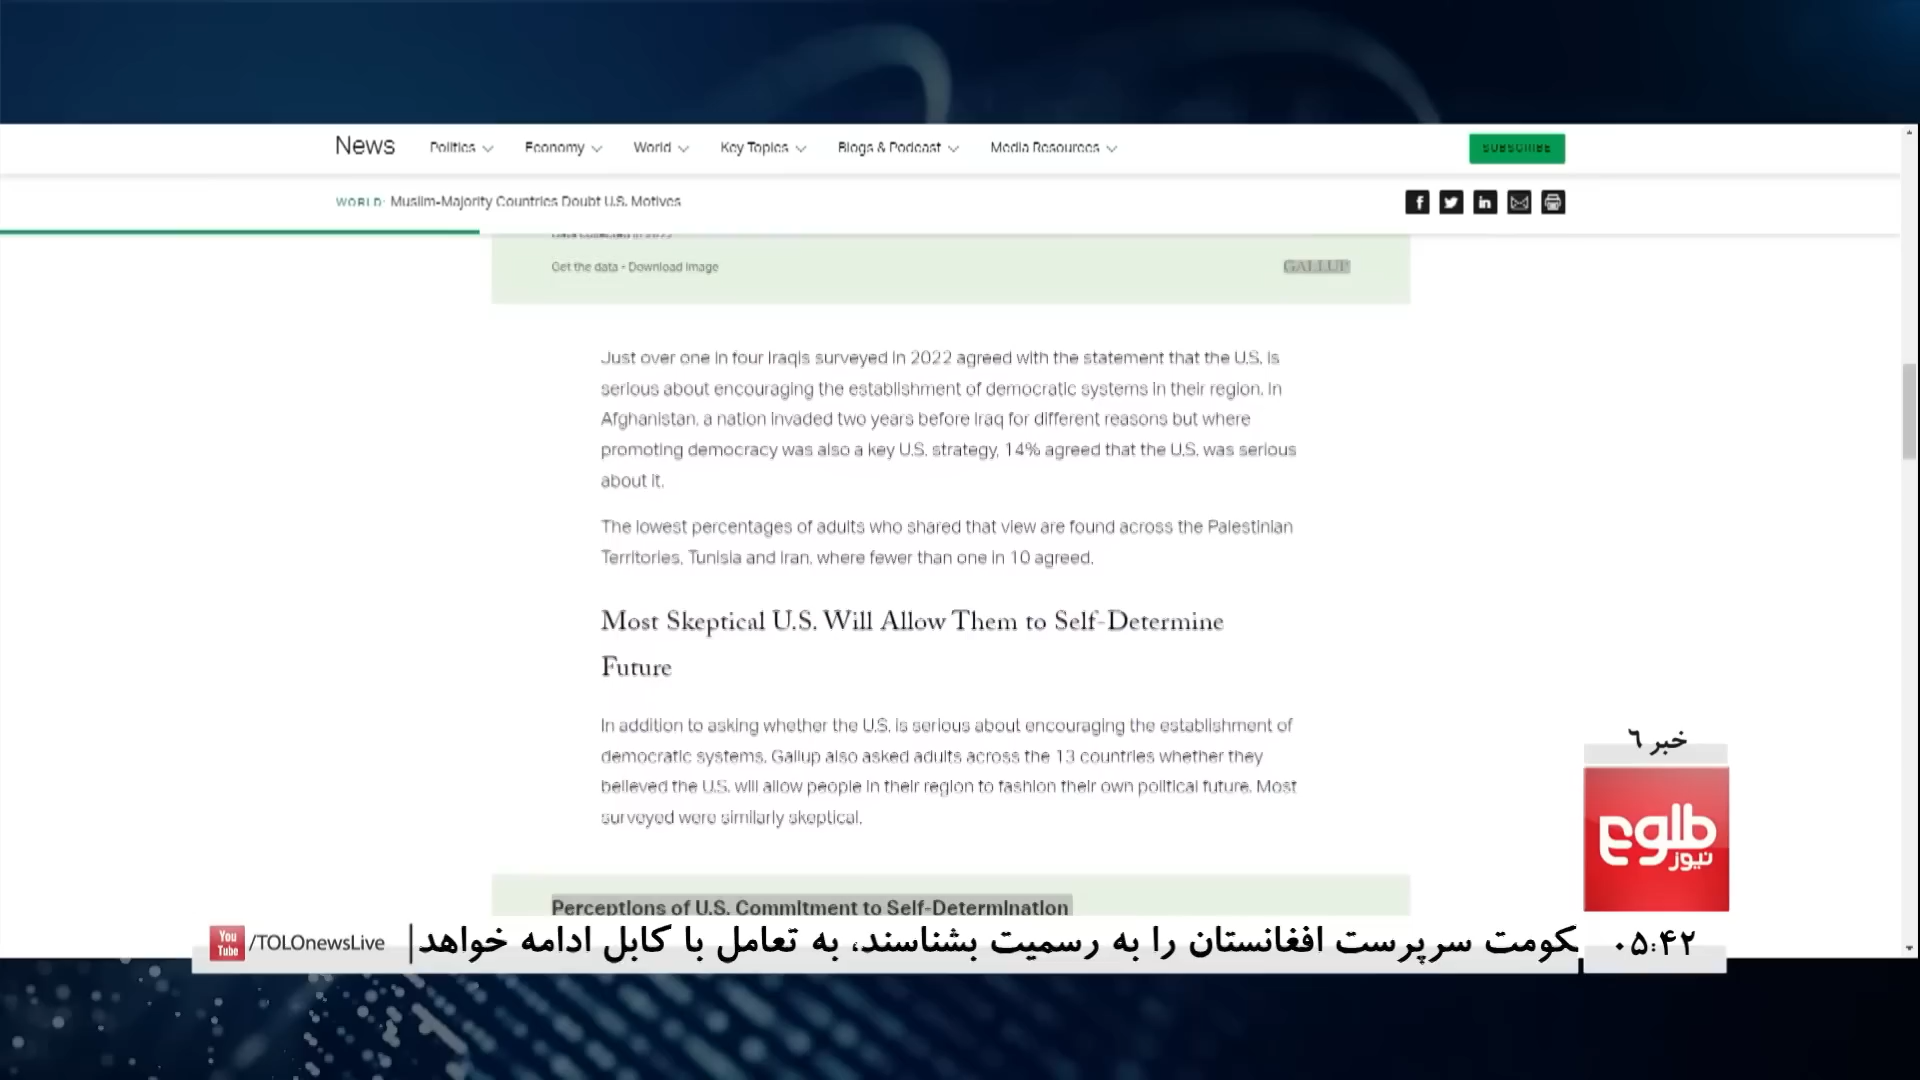 News Politics Economy World Key Topics Blogs & Podcast Media Resources SUBSCRIBE
WORLD: Muslim-Majority Countries Doubt U.S. Motives
Data collected in 2022
Get the data • Download image GALLUP
Just over one in four Iraqis surveyed in 2022 agreed with the statement that the U.S. is
serious about encouraging the establishment of democratic systems in their region. In
Afghanistan, a nation invaded two years before Iraq for different reasons but where
promoting democracy was also a key U.S. strategy, 14% agreed that the U.S. was serious
about it.
The lowest percentages of adults who shared that view are found across the Palestinian
Territories, Tunisia and Iran, where fewer than one in 10 agreed.
Most Skeptical U.S. Will Allow Them to Self-Determine
Future
In addition to asking whether the U.S. is serious about encouraging the establishment of
democratic systems, Gallup also asked adults across the 13 countries whether they
believed the U.S. will allow people in their region to fashion their own political future. Most
surveyed were similarly skeptical.
Perceptions of U.S. Commitment to Self-Determination
خبر ٦
طلوع
نیوز
You Tube /TOLOnewsLive
کومت سرپرست افغانستان را به رسمیت بشناسند، به تعامل با کابل ادامه خواهد
۰۵:۴۲